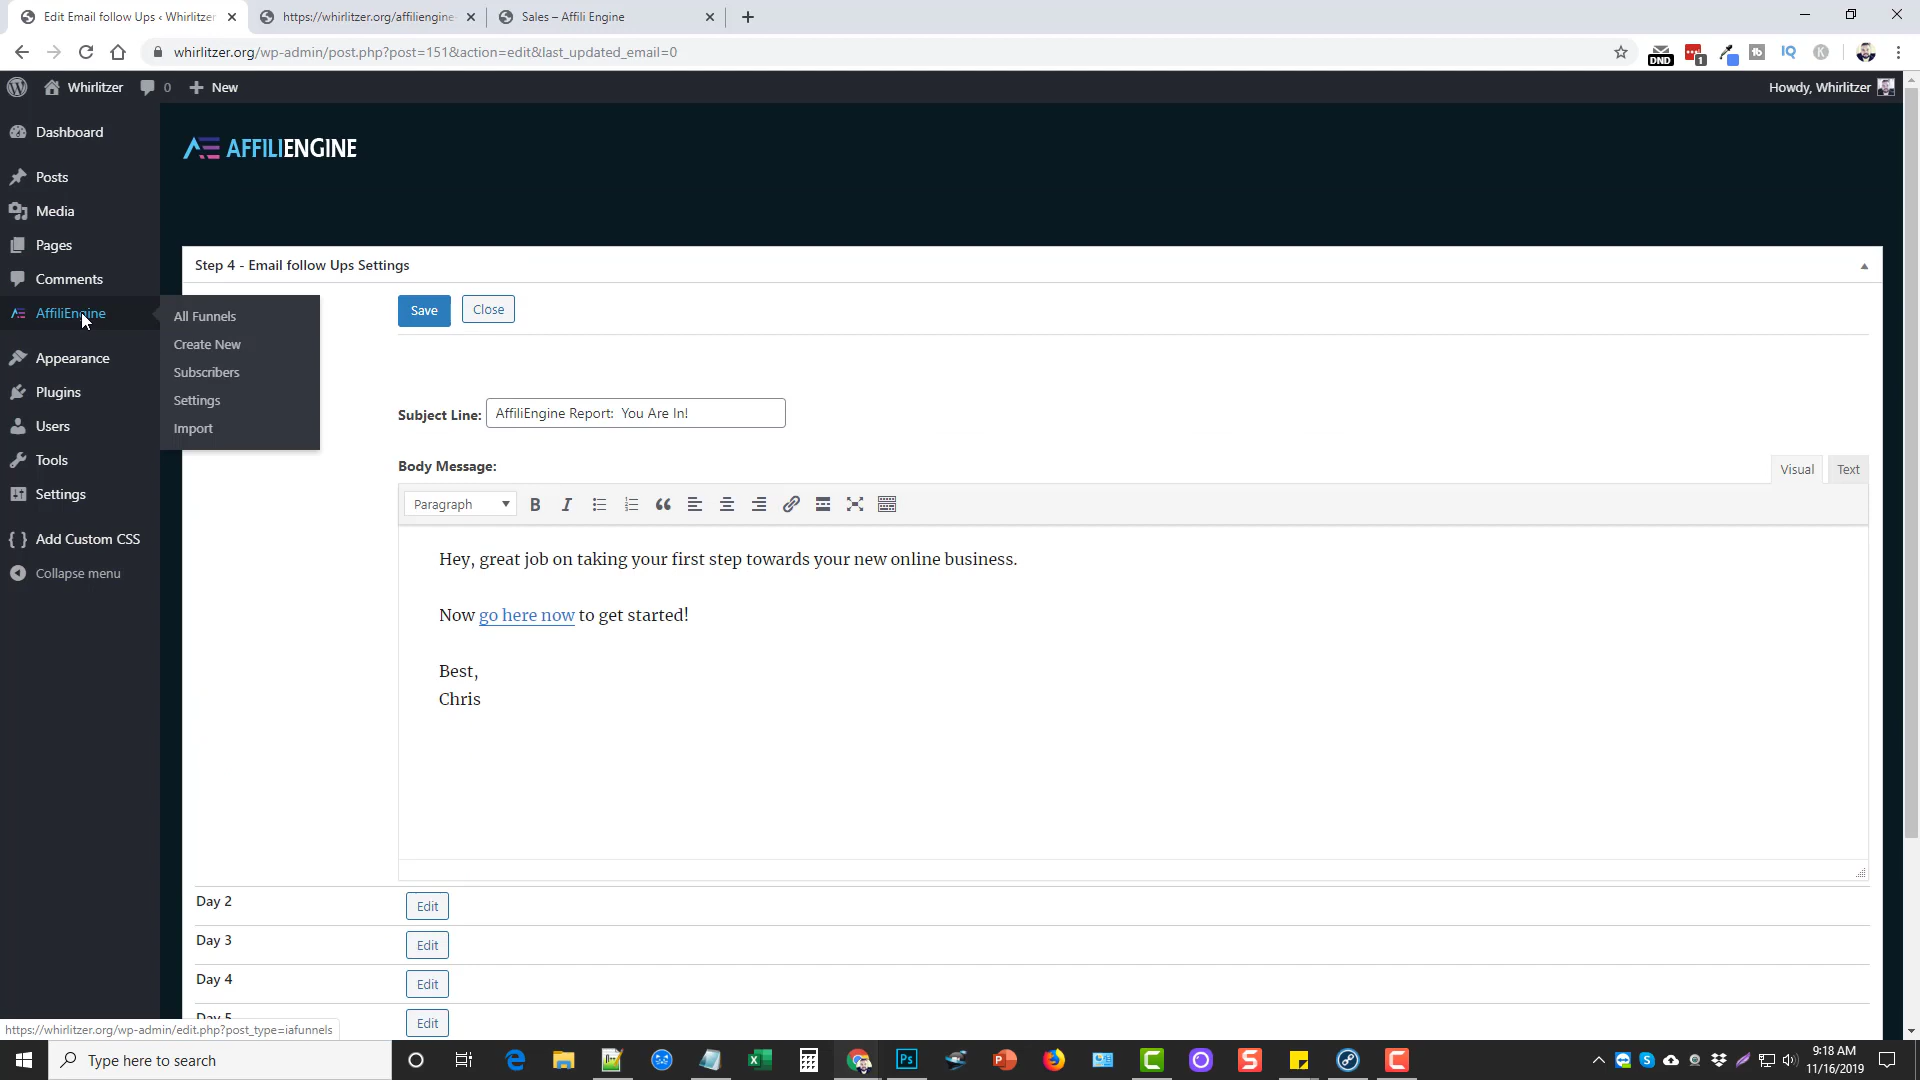 Edit Email follow Ups ‹ Whirlitzer
https://whirlitzer.org/affiliengine
Sales – Affili Engine
whirlitzer.org/wp-admin/post.php?post=151&action=edit&last_updated_email=0
DND
1
tb
IQ
K
Whirlitzer
0
New
Howdy, Whirlitzer
Dashboard
Posts
Media
Pages
Comments
AffiliEngine
Appearance
Plugins
Users
Tools
Settings
Add Custom CSS
Collapse menu
All Funnels
Create New
Subscribers
Settings
Import
AFFILIENGINE
Step 4 - Email follow Ups Settings
Save
Close
Subject Line:
AffiliEngine Report: You Are In!
Body Message:
Visual
Text
Paragraph
Hey, great job on taking your first step towards your new online business.
Now go here now to get started!
Best,
Chris
Day 2
Edit
Day 3
Edit
Day 4
Edit
Day 5
Edit
https://whirlitzer.org/wp-admin/edit.php?post_type=iafunnels
Type here to search
9:18 AM
11/16/2019